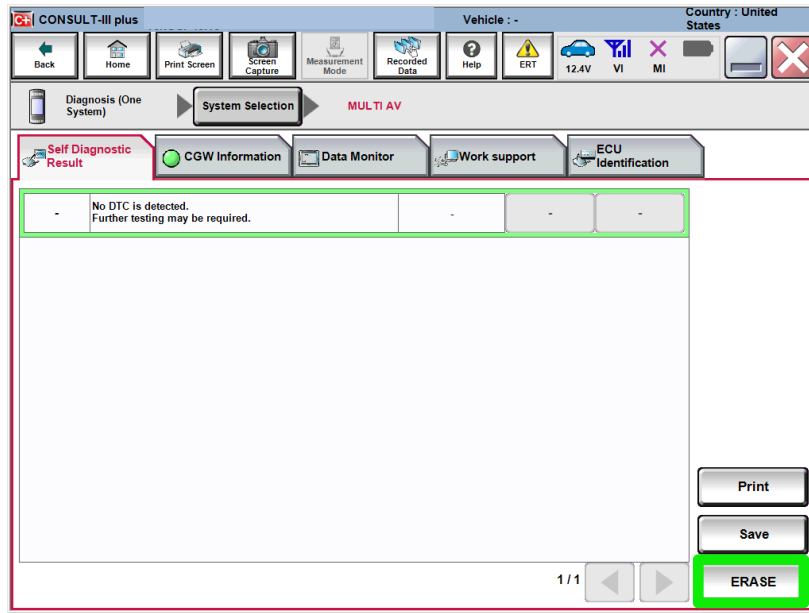 C+ CONSULT-III plus
Vehicle : -
Country : United
States
Back
Home
Print Screen
Screen
Capture
Measurement
Mode
Recorded
Data
Help
ERT
12.4V
VI
MI
Diagnosis (One
System)
System Selection
MULTI AV
Self Diagnostic
Result
CGW Information
Data Monitor
Work support
ECU
Identification
-
No DTC is detected.
Further testing may be required.
-
-
-
Print
Save
1/1
ERASE